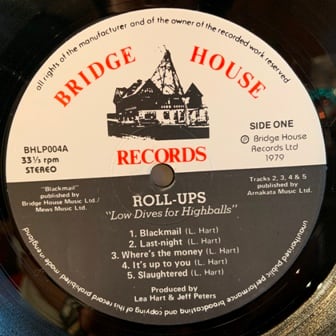 all rights of the manufacturer and of the owner of the recorded work reserved
BRIDGE HOUSE
RECORDS
BHLP004A
33⅓ rpm
STEREO
SIDE ONE
Ⓟ Bridge House
Records Ltd
1979
"Blackmail"
published by
Bridge House Music Ltd./
Mews Music Ltd.
ROLL-UPS
"Low Dives for Highballs"
Tracks 2, 3, 4 & 5
published by
Arnakata Music Ltd.
1. Blackmail (L. Hart)
2. Last-night (L. Hart)
3. Where's the money (L. Hart)
4. It's up to you (L. Hart)
5. Slaughtered (L. Hart)
Produced by
Lea Hart & Jeff Peters
unauthorised public performance broadcasting and copying of this record prohibited made in england